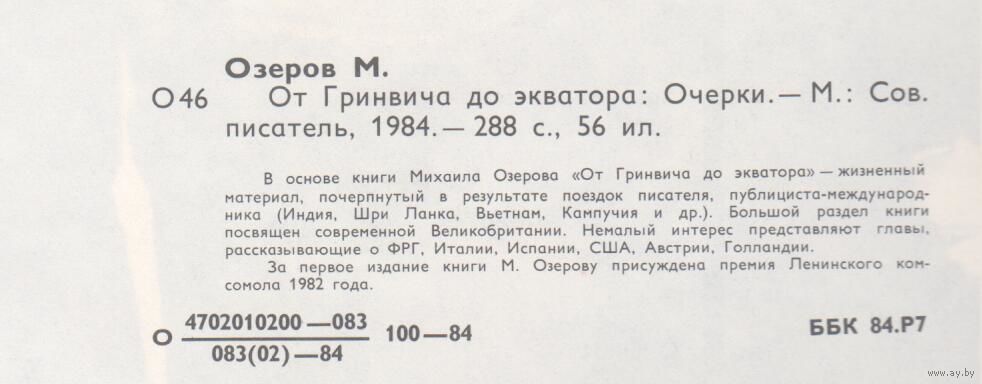 Озеров М.
О 46 От Гринвича до экватора: Очерки.— М.: Сов.
писатель, 1984.— 288 с., 56 ил.
В основе книги Михаила Озерова «От Гринвича до экватора» — жизненный
материал, почерпнутый в результате поездок писателя, публициста-международ-
ника (Индия, Шри Ланка, Вьетнам, Кампучия и др.). Большой раздел книги
посвящен современной Великобритании. Немалый интерес представляют главы,
рассказывающие о ФРГ, Италии, Испании, США, Австрии, Голландии.
За первое издание книги М. Озерову присуждена премия Ленинского ком-
сомола 1982 года.
О 4702010200—083 100—84 ББК 84.Р7
083(02)—84
www.ay.by